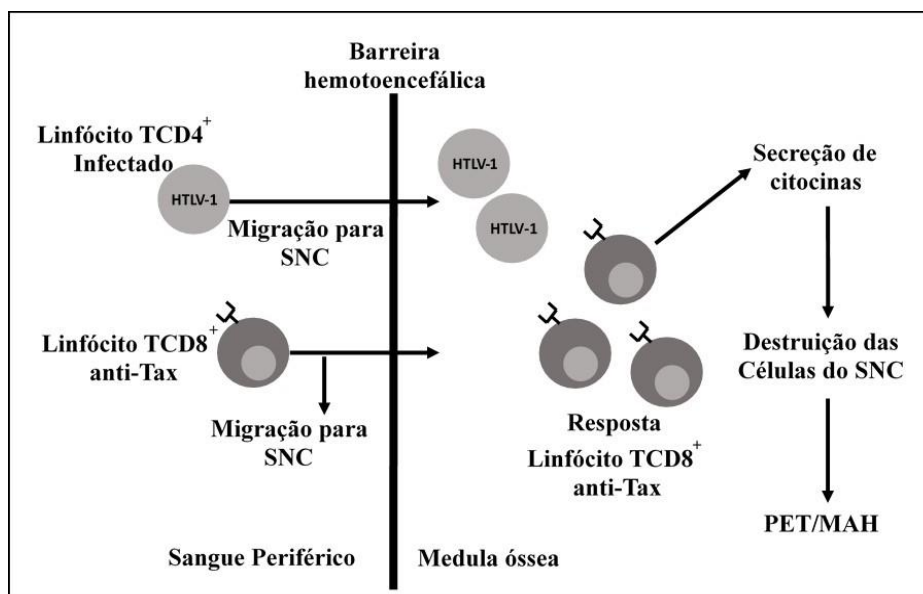 Barreira
hemotoencefálica
Linfócito TCD4+
Infectado
HTLV-1
Migração para
SNC
HTLV-1
HTLV-1
Secreção de
citocinas
Linfócito TCD8+
anti-Tax
Migração para
SNC
Resposta
Linfócito TCD8+
anti-Tax
Destruição das
Células do SNC
PET/MAH
Sangue Periférico
Medula óssea